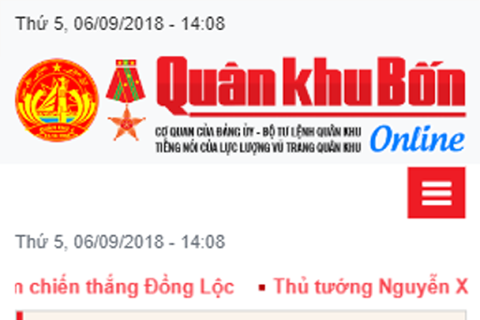 Thứ 5, 06/09/2018 - 14:08
Quân khu Bốn
CƠ QUAN CỦA ĐẢNG ỦY - BỘ TƯ LỆNH QUÂN KHU
TIẾNG NÓI CỦA LỰC LƯỢNG VŨ TRANG QUÂN KHU
Online
Thứ 5, 06/09/2018 - 14:08
chiến thắng Đồng Lộc ▪ Thủ tướng Nguyễn X